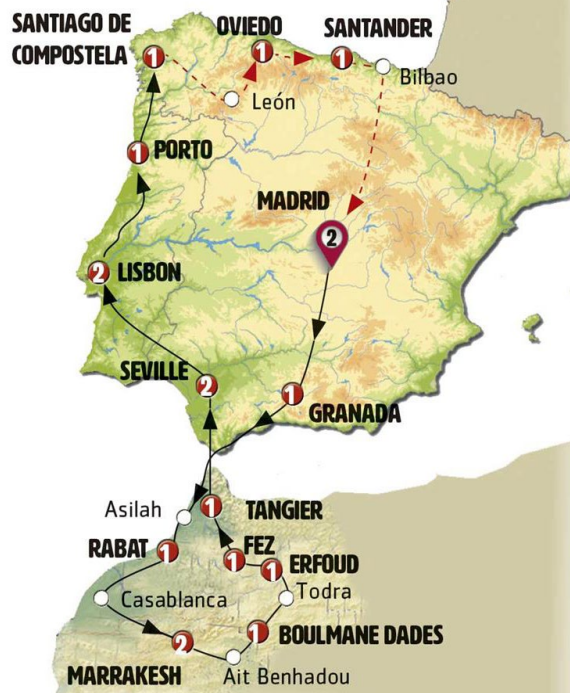 SANTIAGO DE
COMPOSTELA
1
OVIEDO
1
SANTANDER
1
Bilbao
León
PORTO
1
MADRID
2
LISBON
2
SEVILLE
2
1
GRANADA
Asilah
1
TANGIER
RABAT
1
FEZ
1
1
ERFOUD
Casablanca
Todra
2
MARRAKESH
1
BOULMANE DADES
Ait Benhadou